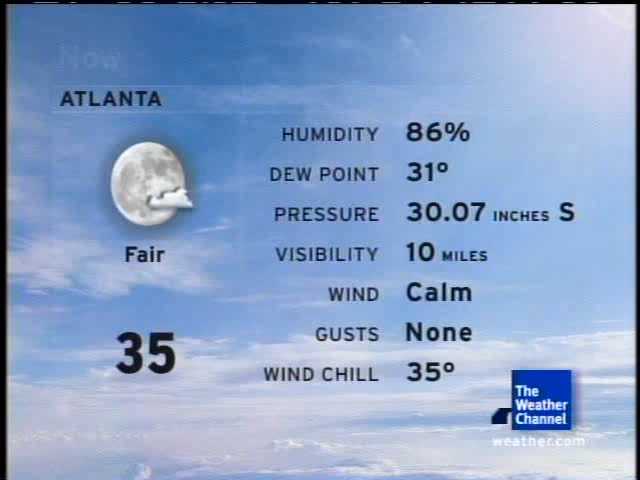 Now
ATLANTA
HUMIDITY 86%
DEW POINT 31°
PRESSURE 30.07 INCHES S
VISIBILITY 10 MILES
WIND Calm
GUSTS None
WIND CHILL 35°
Fair
35
The
Weather
Channel
weather.com